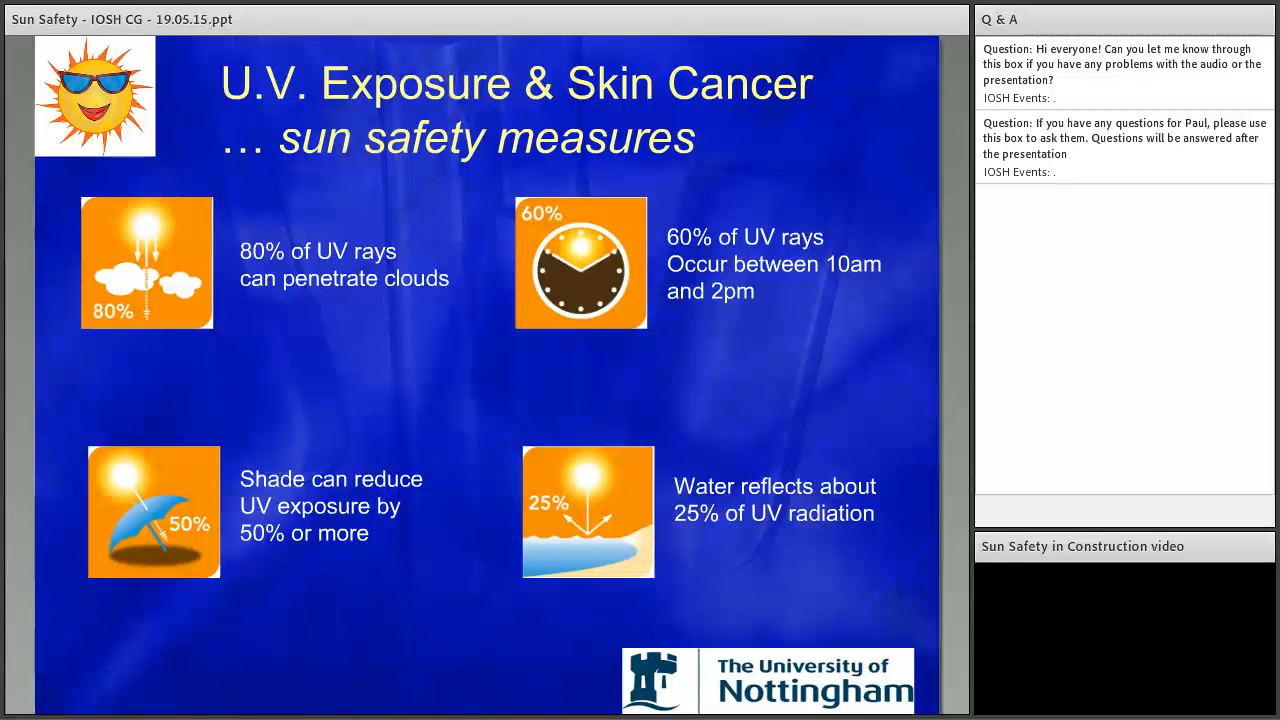 Sun Safety - IOSH CG - 19.05.15.ppt
U.V. Exposure & Skin Cancer
… sun safety measures
80%
80% of UV rays
can penetrate clouds
60%
60% of UV rays
Occur between 10am
and 2pm
50%
Shade can reduce
UV exposure by
50% or more
25%
Water reflects about
25% of UV radiation
The University of
Nottingham
Q & A
Question: Hi everyone! Can you let me know through
this box if you have any problems with the audio or the
presentation?
IOSH Events: .
Question: If you have any questions for Paul, please use
this box to ask them. Questions will be answered after
the presentation
IOSH Events: .
Sun Safety in Construction video